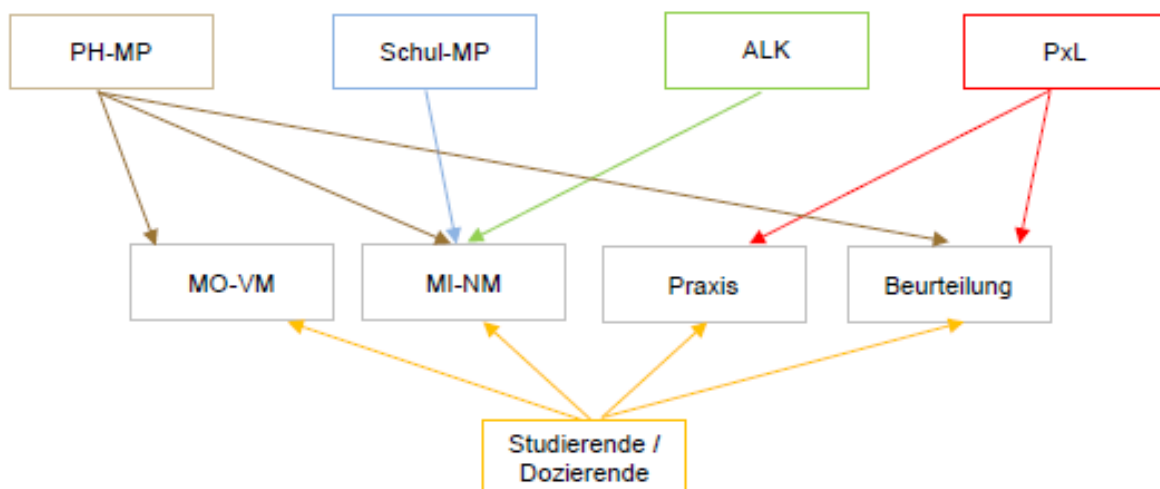 PH-MP
Schul-MP
ALK
PxL
MO-VM
MI-NM
Praxis
Beurteilung
Studierende /
Dozierende